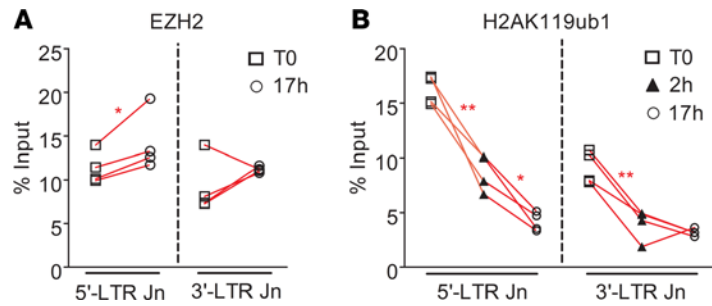 A
EZH2
% Input
25
20
15
10
5
0
T0
17h
*
5'-LTR Jn
3'-LTR Jn
B
H2AK119ub1
% Input
20
15
10
5
0
T0
2h
17h
**
*
**
5'-LTR Jn
3'-LTR Jn